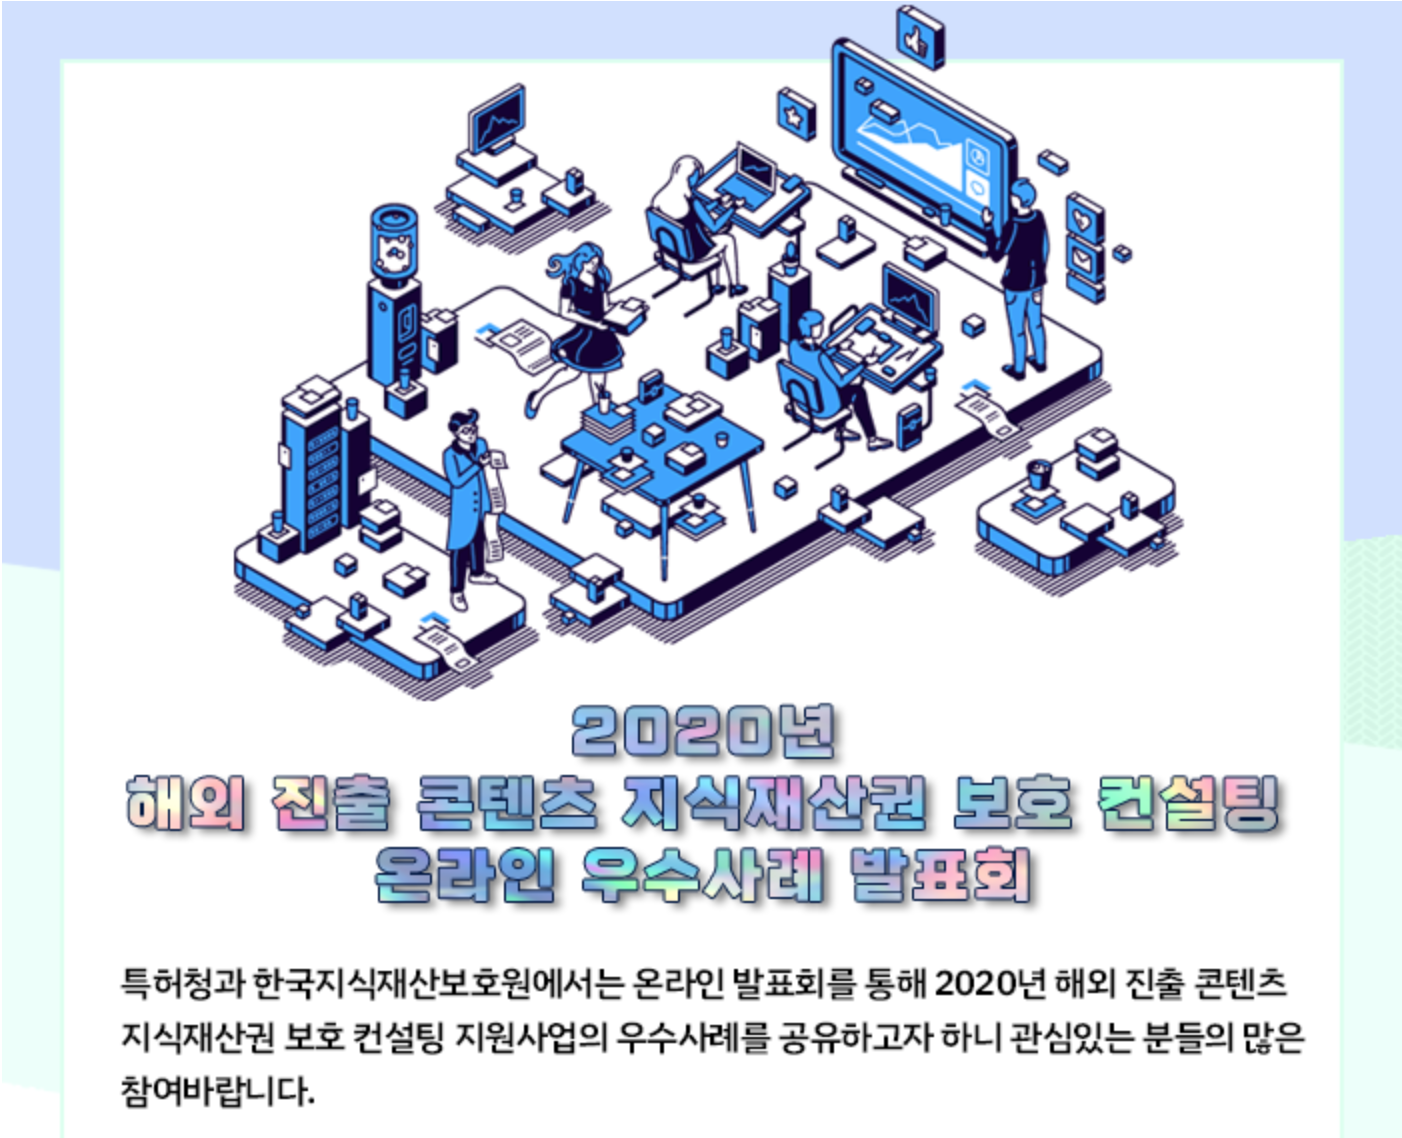 2020년
해외 진출 콘텐츠 지식재산권 보호 컨설팅
온라인 우수사례 발표회
특허청과 한국지식재산보호원에서는 온라인 발표회를 통해 2020년 해외 진출 콘텐츠
지식재산권 보호 컨설팅 지원사업의 우수사례를 공유하고자 하니 관심있는 분들의 많은
참여바랍니다.